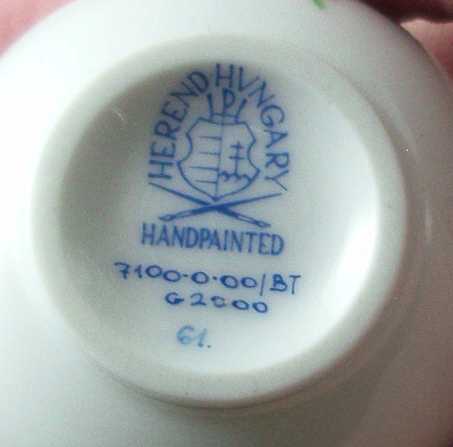 HEREND HUNGARY
HANDPAINTED
7100-0-00/BT
G2000
61.